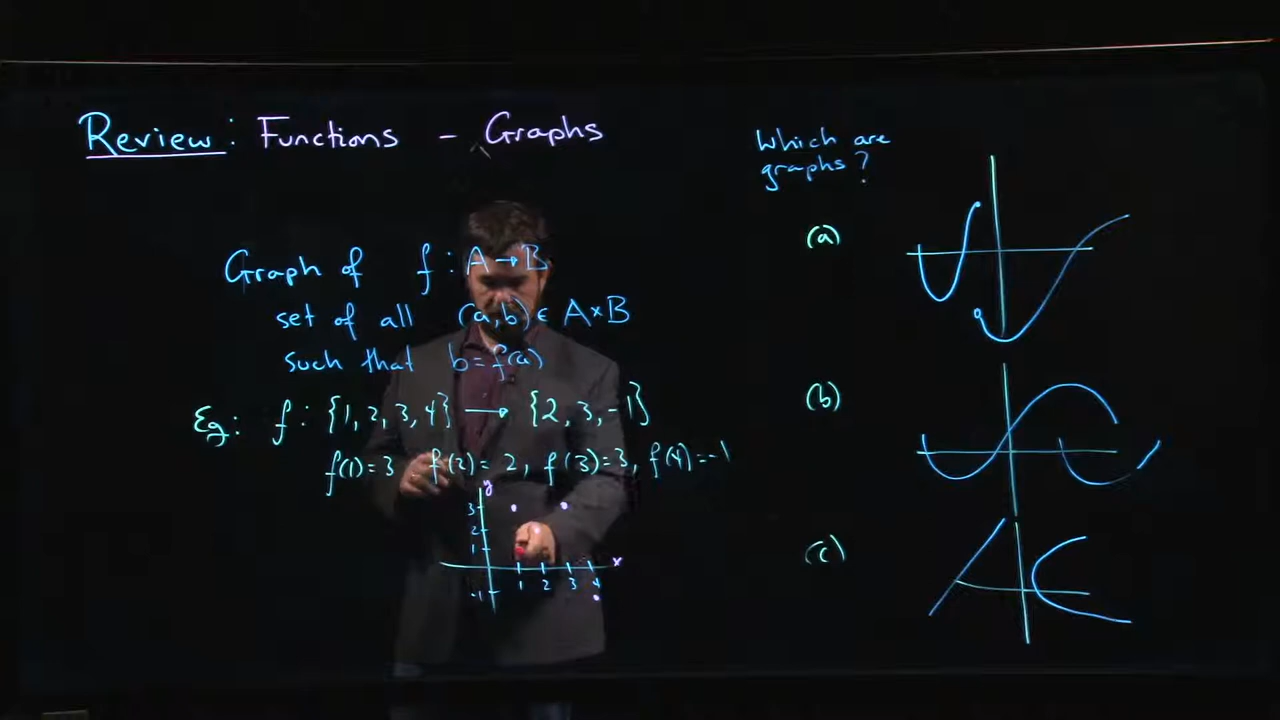 Review: Functions - Graphs
Graph of f: A → B
set of all (a,b) ∈ A×B
such that b=f(a)
Eg: f: {1, 2, 3, 4} → {2, 3, -1}
f(1)=3 f(2)=2, f(3)=3, f(4)=-1
y
3
2
1
-1
1 2 3 4
x
Which are
graphs?
(a)
(b)
(c)